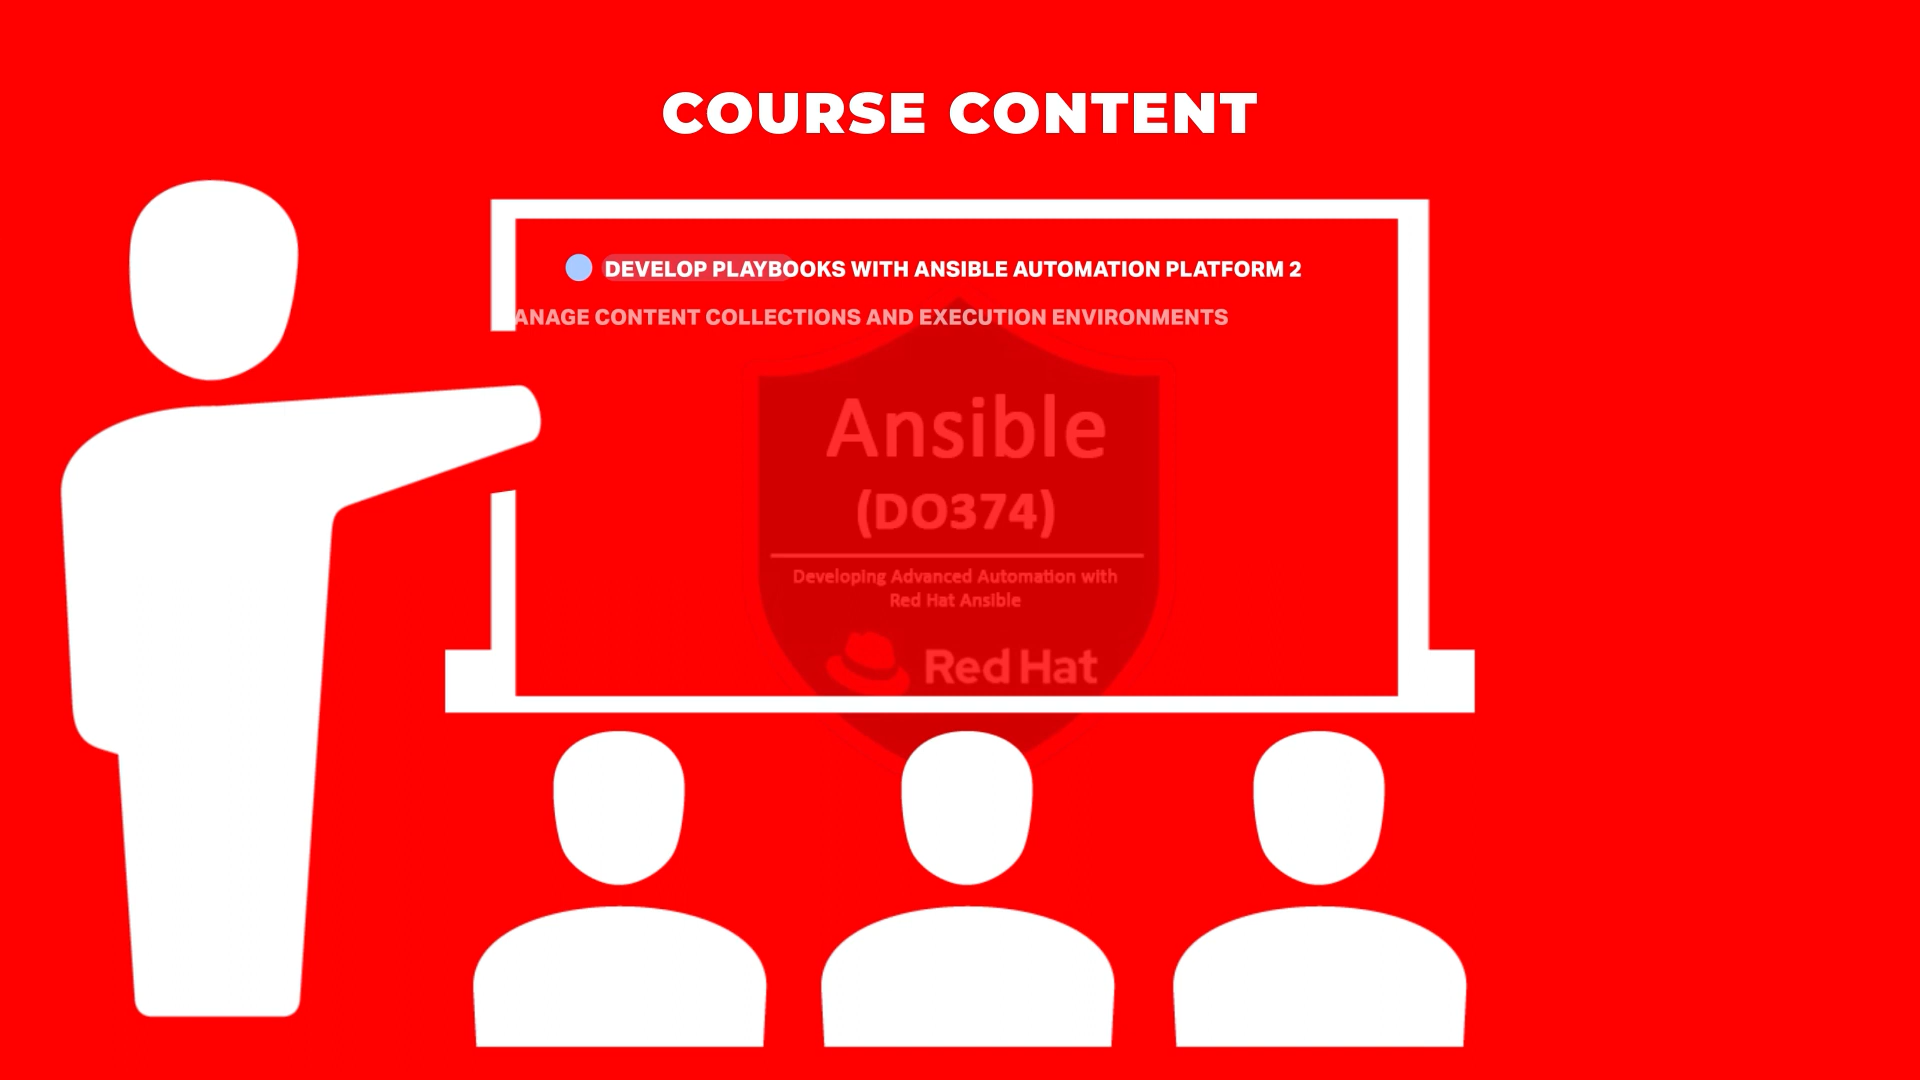 COURSE CONTENT
DEVELOP PLAYBOOKS WITH ANSIBLE AUTOMATION PLATFORM 2
ANAGE CONTENT COLLECTIONS AND EXECUTION ENVIRONMENTS
Ansible
(DO374)
Developing Advanced Automation with
Red Hat Ansible
Red Hat